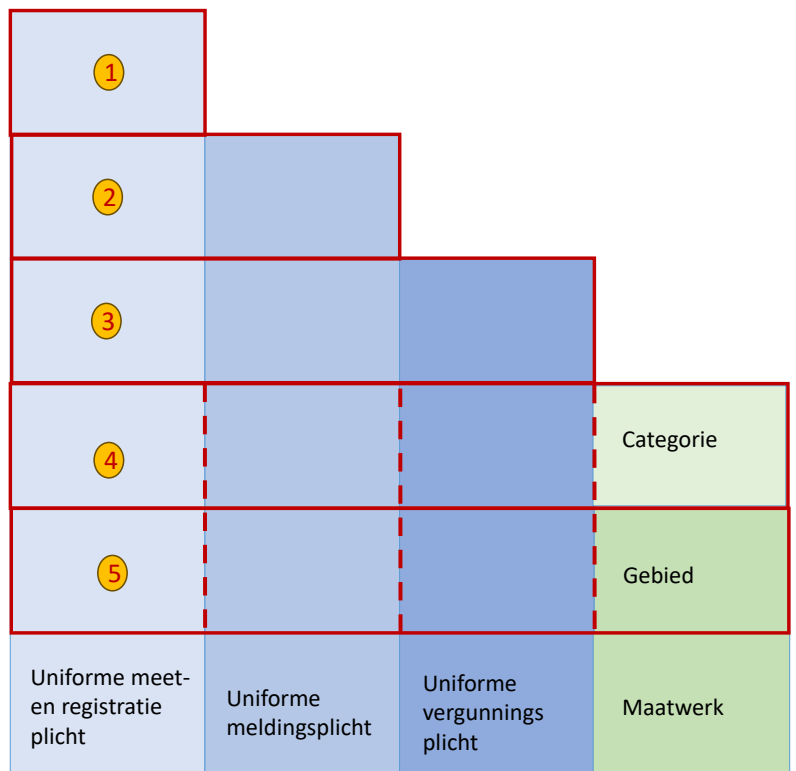 1
2
3
4
Categorie
5
Gebied
Uniforme meet-
en registratie
plicht
Uniforme
meldingsplicht
Uniforme
vergunnings
plicht
Maatwerk